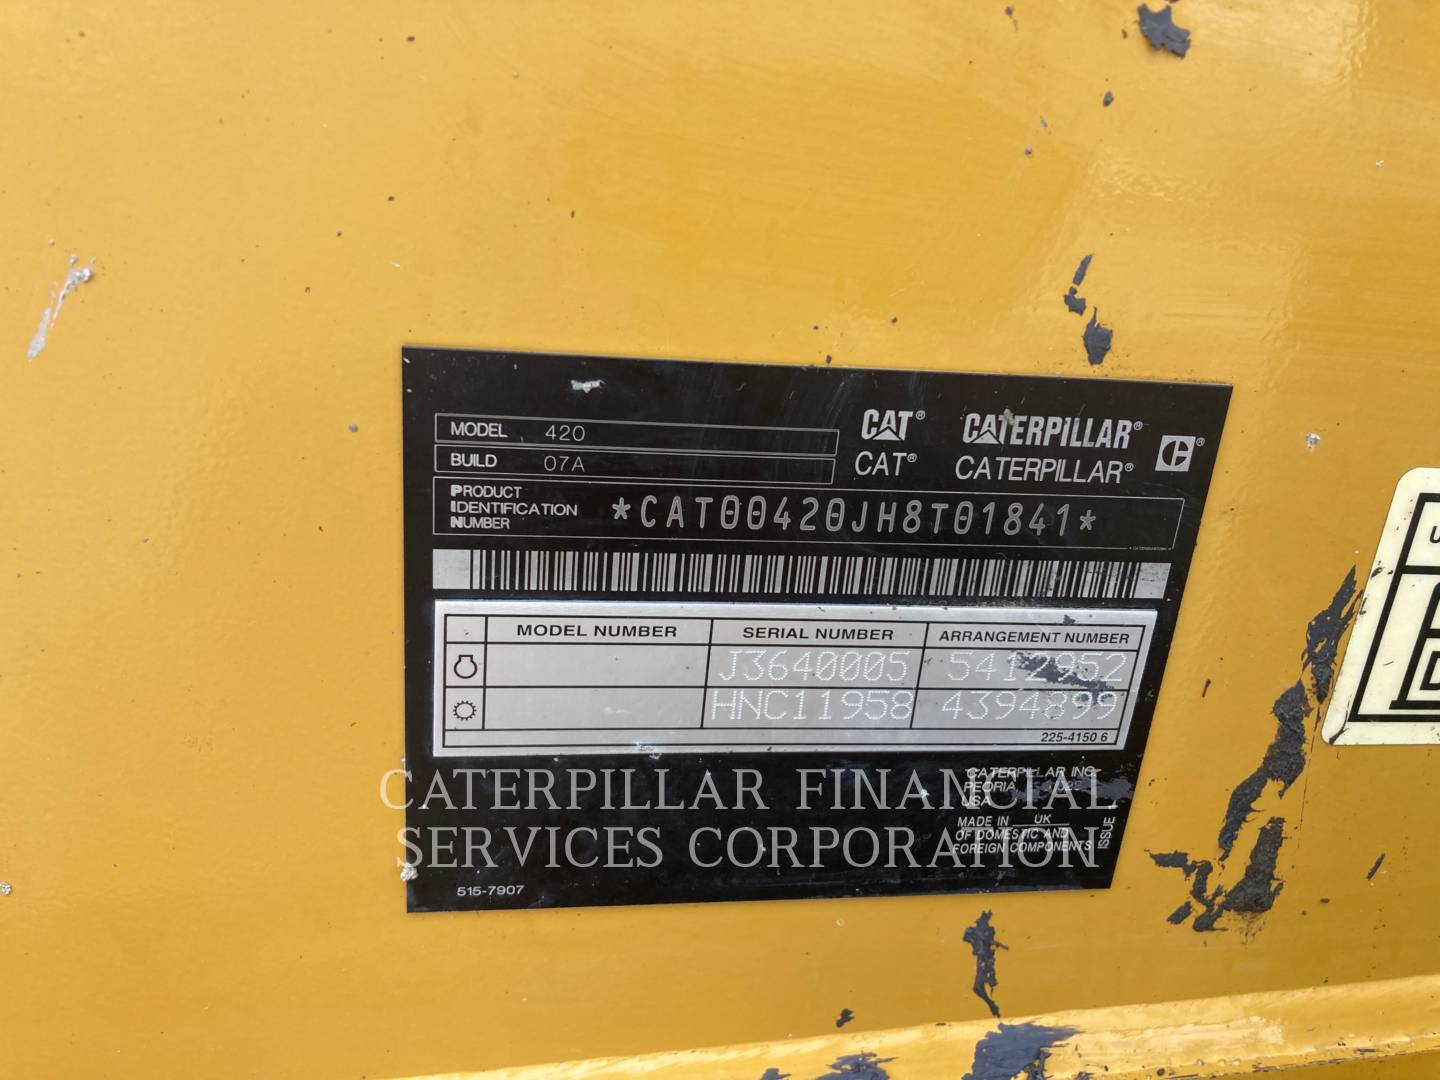 MODEL 420
BUILD 07A
CAT® CATERPILLAR® ®
CAT® CATERPILLAR®
PRODUCT
IDENTIFICATION
NUMBER
*CAT00420JH8T01841*
MODEL NUMBER SERIAL NUMBER ARRANGEMENT NUMBER
J3640005 5412952
HNC11958 4394899
225-4150 6
CATERPILLAR INC.
PEORIA
USA
MADE IN UK
OF DOMESTIC AND
FOREIGN COMPONENTS
ISSUE 1
515-7907
CATERPILLAR FINANCIAL
SERVICES CORPORATION